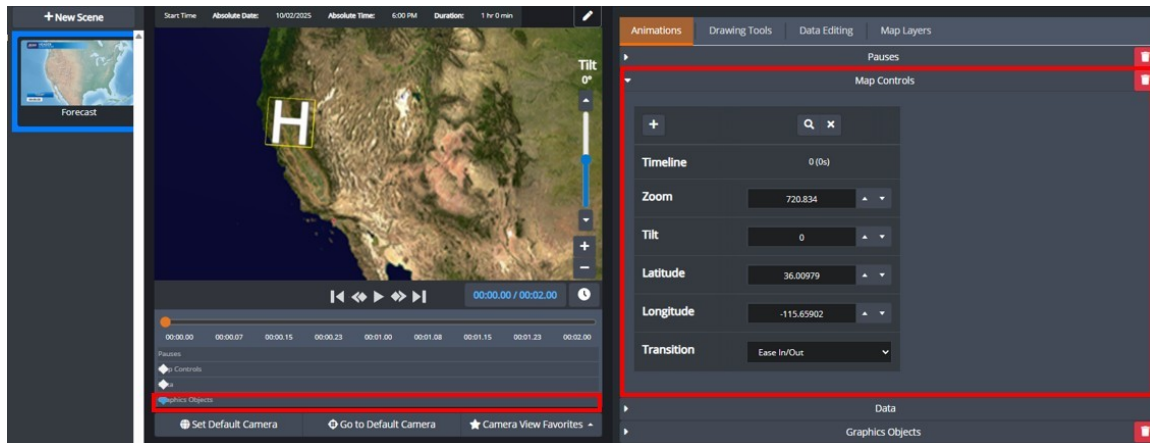 + New Scene
Forecast
Start Time Absolute Date: 10/02/2025 Absolute Time: 6:00 PM Duration: 1 hr 0 min
Tilt
0°
H
00:00.00 / 00:02.00
00:00.00 00:00.07 00:00.15 00:00.23 00:01.00 00:01.08 00:01.15 00:01.23 00:02.00
Pauses
p Controls
a
aphics Objects
Set Default Camera Go to Default Camera Camera View Favorites
Animations Drawing Tools Data Editing Map Layers
Pauses
Map Controls
Timeline 0 (0s)
Zoom 720.834
Tilt 0
Latitude 36.00979
Longitude -115.65902
Transition Ease In/Out
Data
Graphics Objects